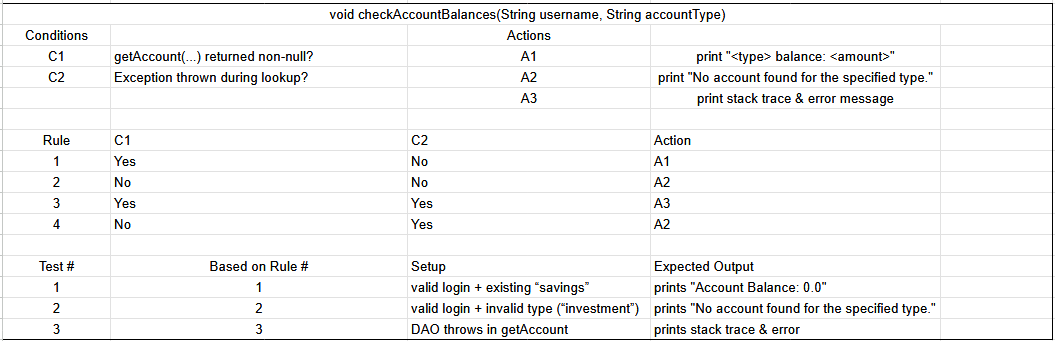 void checkAccountBalances(String username, String accountType)
Conditions Actions
C1 getAccount(...) returned non-null? A1 print "<type> balance: <amount>"
C2 Exception thrown during lookup? A2 print "No account found for the specified type."
A3 print stack trace & error message
Rule C1 C2 Action
1 Yes No A1
2 No No A2
3 Yes Yes A3
4 No Yes A2
Test # Based on Rule # Setup Expected Output
1 1 valid login + existing “savings” prints "Account Balance: 0.0"
2 2 valid login + invalid type (“investment”) prints "No account found for the specified type."
3 3 DAO throws in getAccount prints stack trace & error